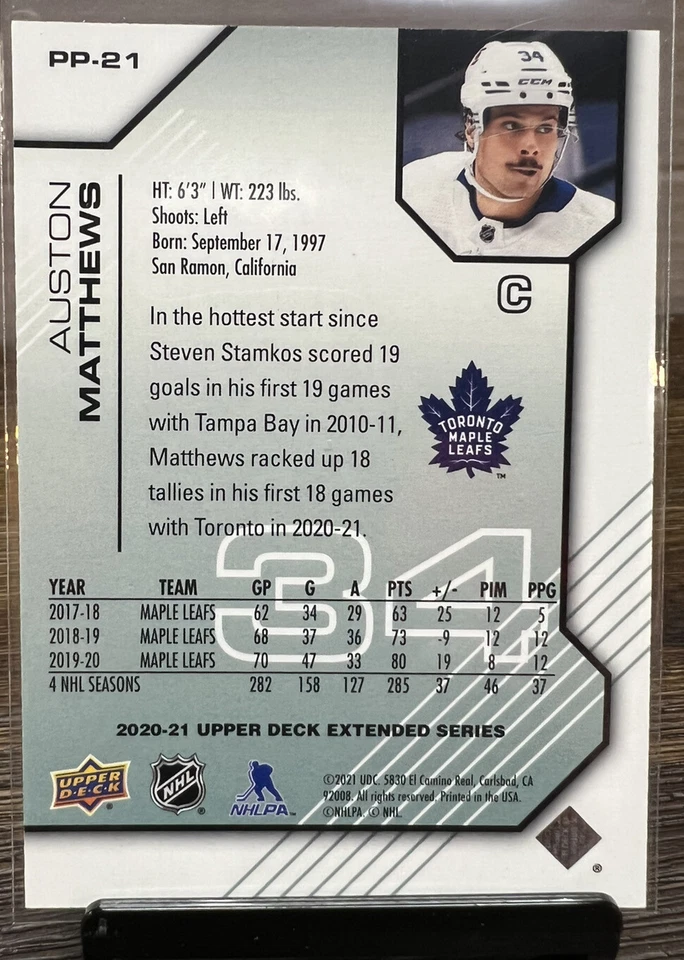 PP-21
34
CCM
AUSTON
MATTHEWS
HT: 6'3" | WT: 223 lbs.
Shoots: Left
Born: September 17, 1997
San Ramon, California
C
In the hottest start since
Steven Stamkos scored 19
goals in his first 19 games
with Tampa Bay in 2010-11,
Matthews racked up 18
tallies in his first 18 games
with Toronto in 2020-21.
TORONTO
MAPLE
LEAFS
™
34
YEAR TEAM GP G A PTS +/- PIM PPG
2017-18 MAPLE LEAFS 62 34 29 63 25 12 5
2018-19 MAPLE LEAFS 68 37 36 73 -9 12 12
2019-20 MAPLE LEAFS 70 47 33 80 19 8 12
4 NHL SEASONS 282 158 127 285 37 46 37
2020-21 UPPER DECK EXTENDED SERIES
UPPER
DECK ®
NHL ®
NHLPA™
©2021 UDC. 5830 El Camino Real, Carlsbad, CA
92008. All rights reserved. Printed in the USA.
©NHLPA. © NHL.
®